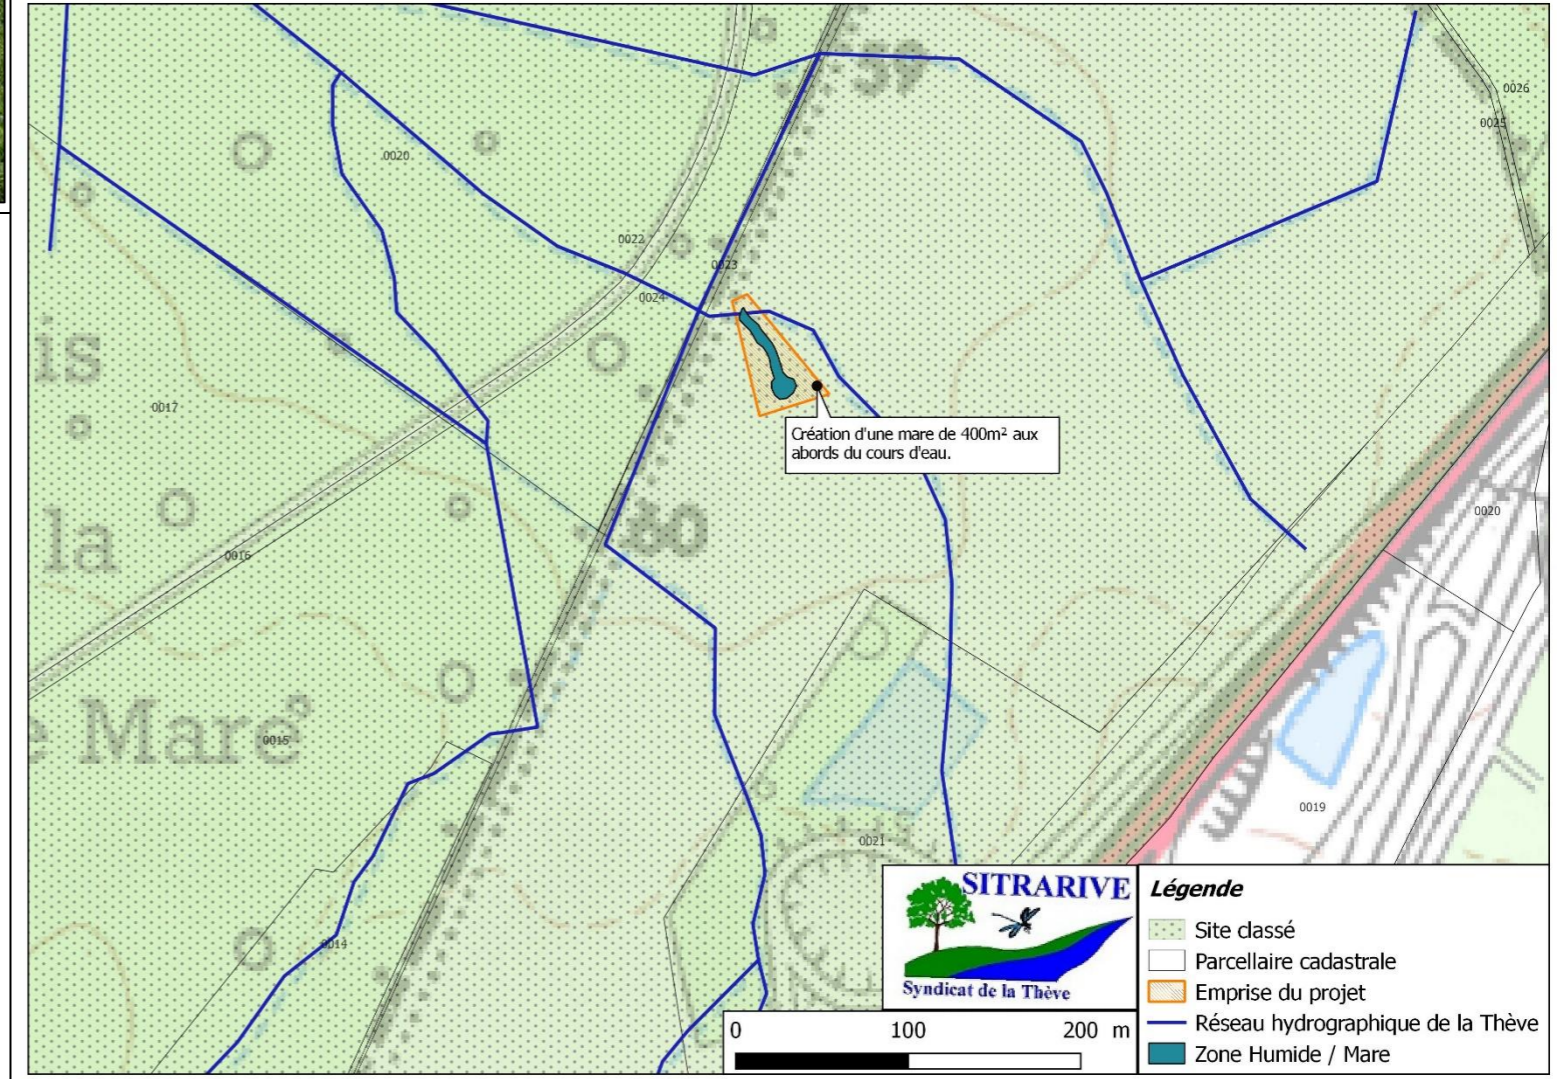 59
0026
0025
0020
0022
0023
0024
is
0017
Création d'une mare de 400m² aux
abords du cours d'eau.
la
60
0020
0016
e Mare
0015
0019
0021
0014
SITRARIVE
Syndicat de la Thève
Légende
Site classé
Parcellaire cadastrale
Emprise du projet
Réseau hydrographique de la Thève
Zone Humide / Mare
0 100 200 m